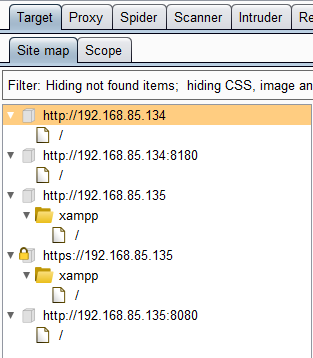 Target Proxy Spider Scanner Intruder Re
Site map Scope
Filter: Hiding not found items; hiding CSS, image an
http://192.168.85.134
/
http://192.168.85.134:8180
/
http://192.168.85.135
xampp
/
https://192.168.85.135
xampp
/
http://192.168.85.135:8080
/